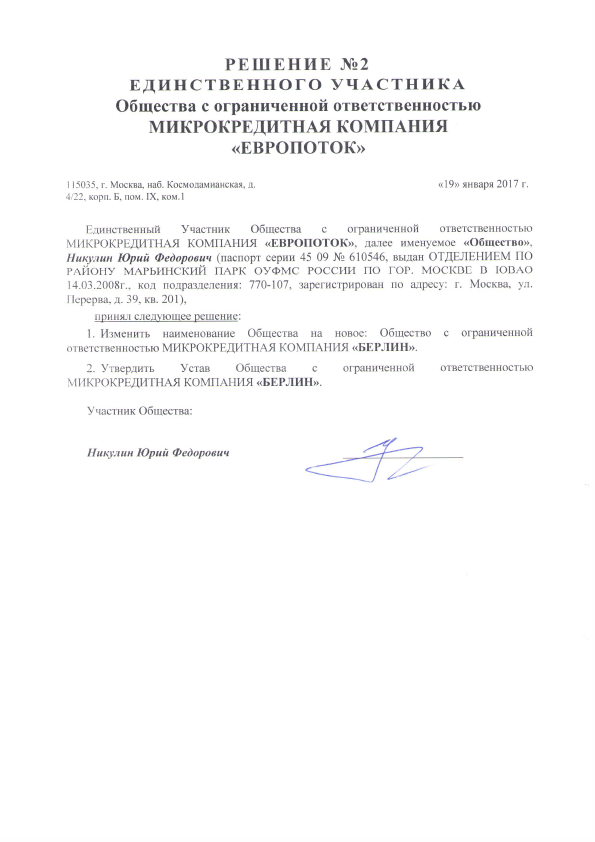 РЕШЕНИЕ №2
ЕДИНСТВЕННОГО УЧАСТНИКА
Общества с ограниченной ответственностью
МИКРОКРЕДИТНАЯ КОМПАНИЯ
«ЕВРОПОТОК»
115035, г. Москва, наб. Космодамианская, д.
4/22, корп. Б, пом. IX, ком.1
«19» января 2017 г.
Единственный Участник Общества с ограниченной ответственностью
МИКРОКРЕДИТНАЯ КОМПАНИЯ «ЕВРОПОТОК», далее именуемое «Общество»,
Никулин Юрий Федорович (паспорт серии 45 09 № 610546, выдан ОТДЕЛЕНИЕМ ПО
РАЙОНУ МАРЬИНСКИЙ ПАРК ОУФМС РОССИИ ПО ГОР. МОСКВЕ В ЮВАО
14.03.2008г., код подразделения: 770-107, зарегистрирован по адресу: г. Москва, ул.
Перерва, д. 39, кв. 201),
принял следующее решение:
1. Изменить наименование Общества на новое: Общество с ограниченной
ответственностью МИКРОКРЕДИТНАЯ КОМПАНИЯ «БЕРЛИН».
2. Утвердить Устав Общества с ограниченной ответственностью
МИКРОКРЕДИТНАЯ КОМПАНИЯ «БЕРЛИН».
Участник Общества:
Никулин Юрий Федорович